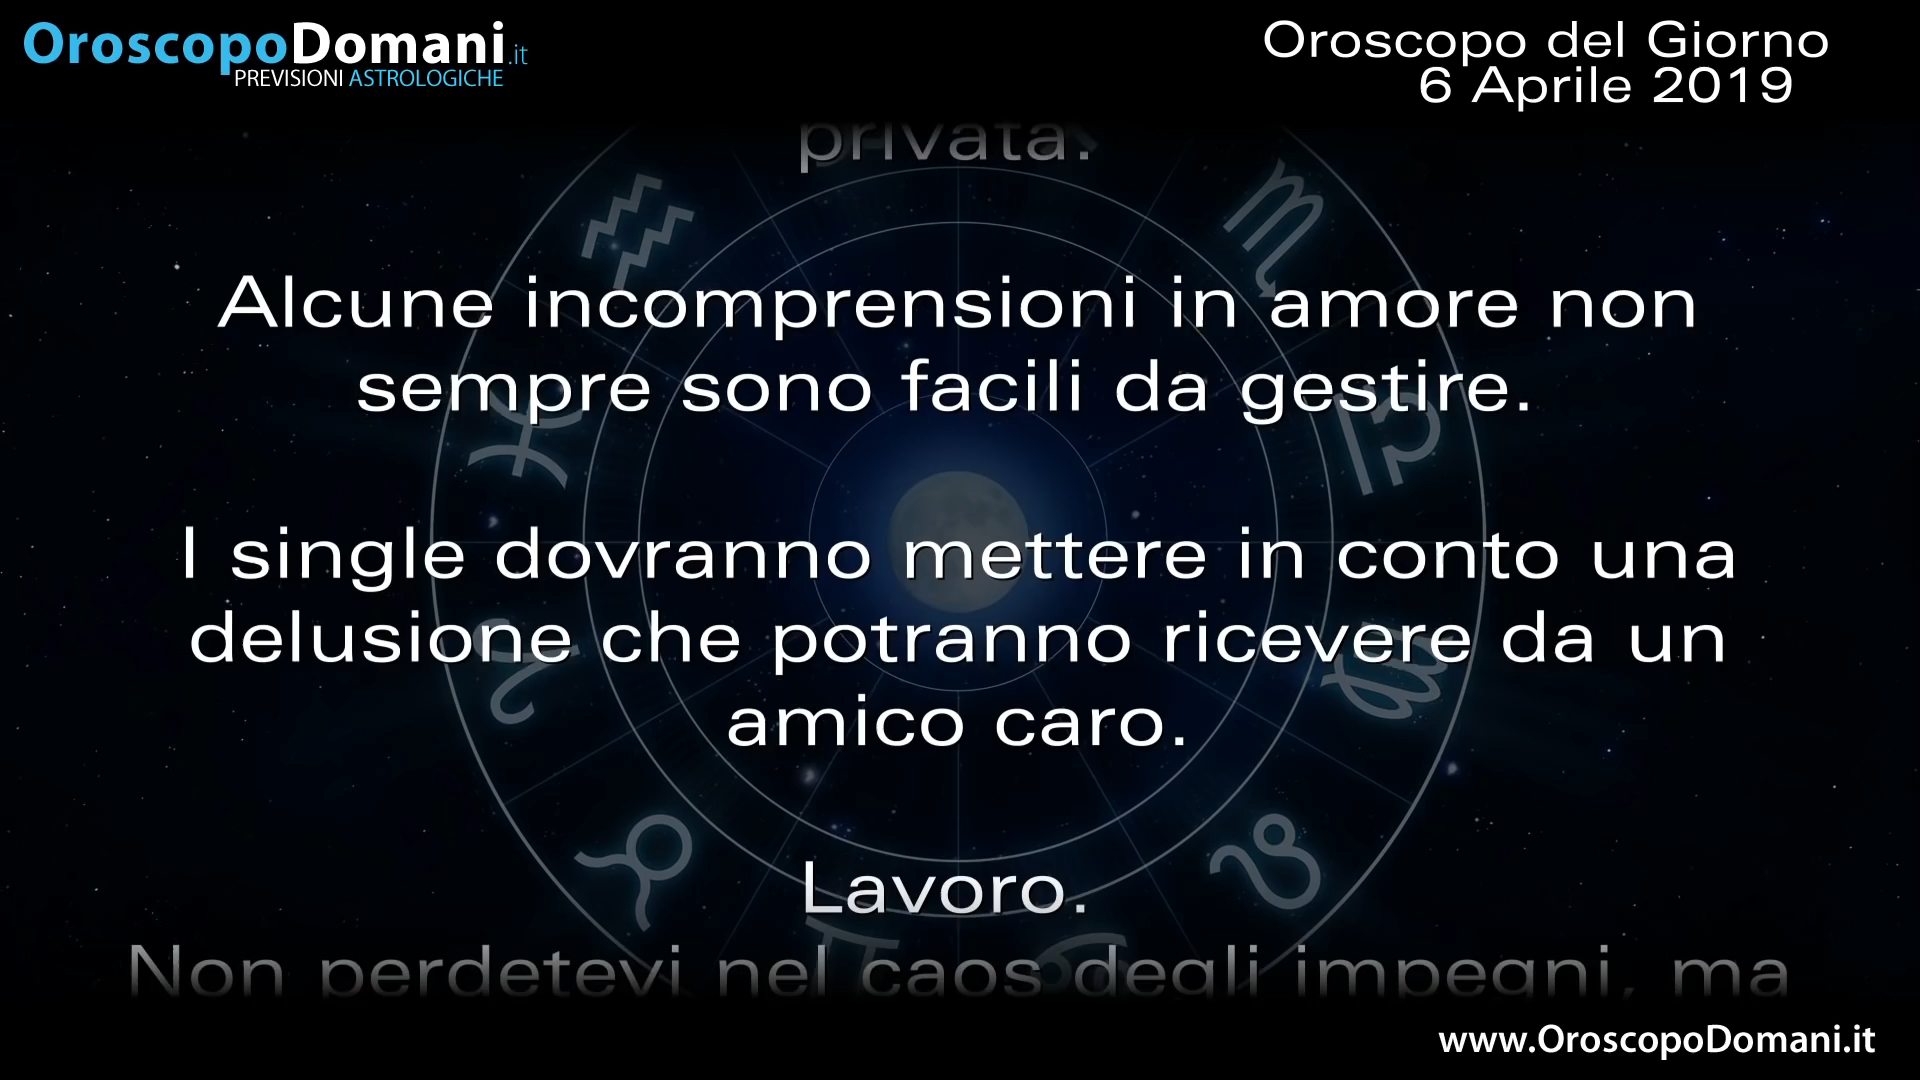 OroscopoDomani.it
PREVISIONI ASTROLOGICHE
Oroscopo del Giorno
6 Aprile 2019
privata.
Alcune incomprensioni in amore non
sempre sono facili da gestire.
I single dovranno mettere in conto una
delusione che potranno ricevere da un
amico caro.
Lavoro.
Non perdetevi nel caos degli impegni, ma
www.OroscopoDomani.it